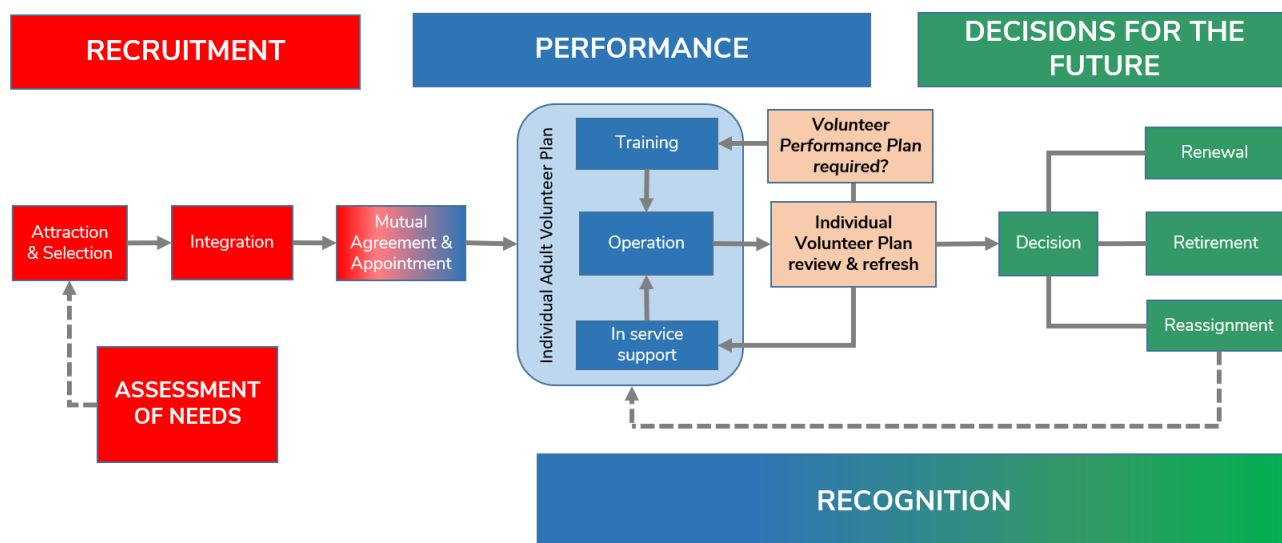 RECRUITMENT
PERFORMANCE
DECISIONS FOR THE
FUTURE
Attraction
& Selection
Integration
Mutual
Agreement &
Appointment
ASSESSMENT
OF NEEDS
Individual Adult Volunteer Plan
Training
Operation
In service
support
Volunteer
Performance Plan
required?
Individual
Volunteer Plan
review & refresh
Decision
Renewal
Retirement
Reassignment
RECOGNITION